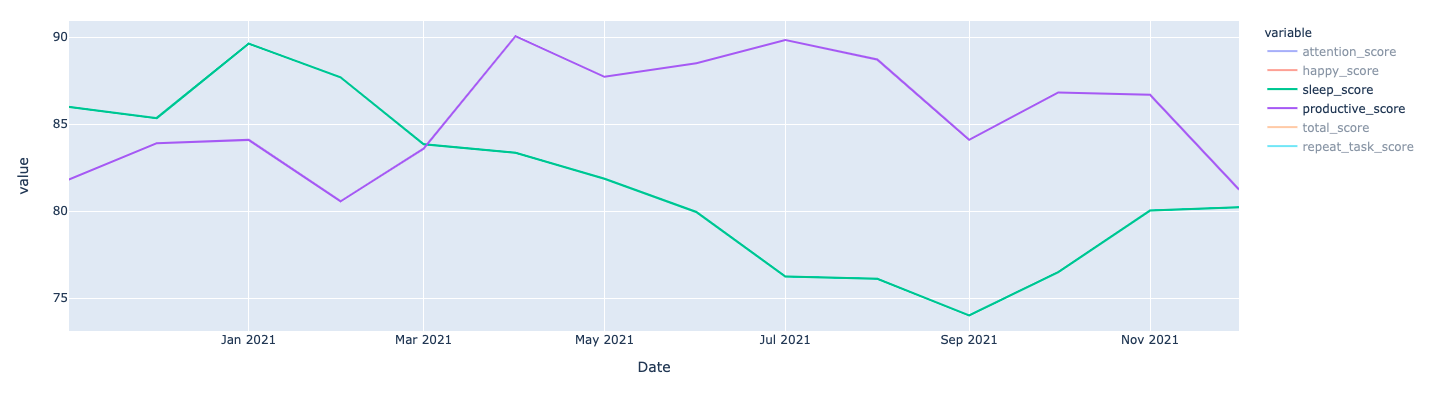 90
85
80
75
value
Jan 2021
Mar 2021
May 2021
Jul 2021
Sep 2021
Nov 2021
Date
variable
attention_score
happy_score
sleep_score
productive_score
total_score
repeat_task_score